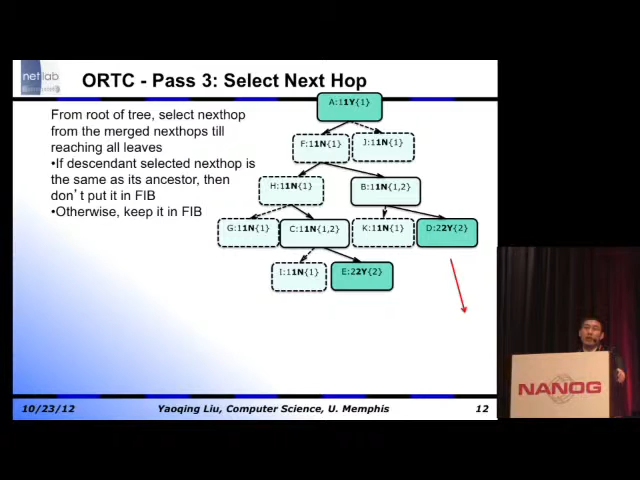 net lab
ORTC - Pass 3: Select Next Hop
From root of tree, select nexthop
from the merged nexthops till
reaching all leaves
•If descendant selected nexthop is
the same as its ancestor, then
don't put it in FIB
•Otherwise, keep it in FIB
A:11Y{1}
F:11N{1}
J:11N{1}
H:11N{1}
B:11N{1,2}
G:11N{1}
C:11N{1,2}
K:11N{1}
D:22Y{2}
I:11N{1}
E:22Y{2}
NANOG
10/23/12
Yaoqing Liu, Computer Science, U. Memphis
12